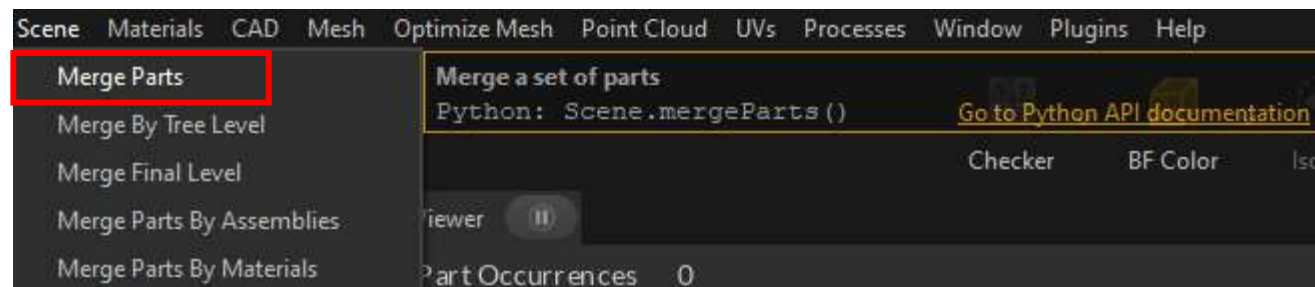 Scene Materials CAD Mesh Optimize Mesh Point Cloud UVs Processes Window Plugins Help
Merge Parts
Merge a set of parts
Python: Scene.mergeParts() Go to Python API documentation
Merge By Tree Level
Merge Final Level
Checker BF Color
Merge Parts By Assemblies
iewer
Merge Parts By Materials
Part Occurrences 0